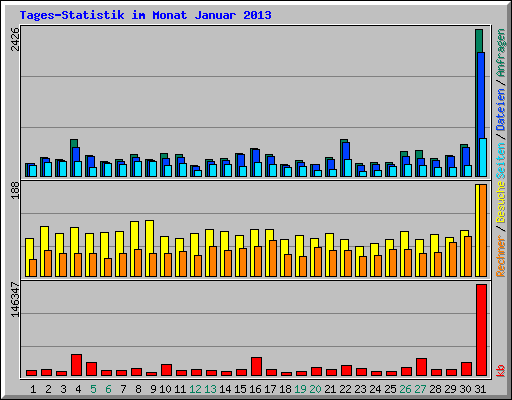 Tages-Statistik im Monat Januar 2013
2426
188
146347
Rechner / Besuche Seiten / Dateien / Anfragen
kb
1 2 3 4 5 6 7 8 9 10 11 12 13 14 15 16 17 18 19 20 21 22 23 24 25 26 27 28 29 30 31